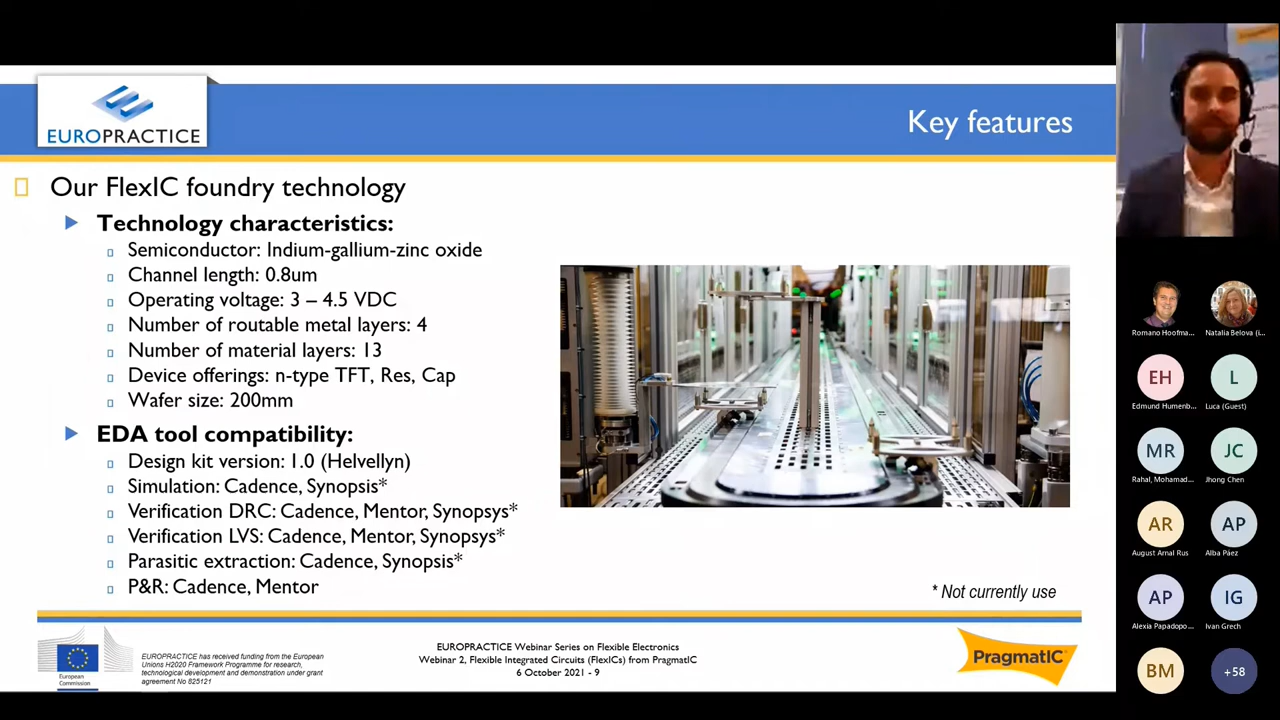 EUROPRACTICE
Key features
Our FlexIC foundry technology
Technology characteristics:
Semiconductor: Indium-gallium-zinc oxide
Channel length: 0.8um
Operating voltage: 3 – 4.5 VDC
Number of routable metal layers: 4
Number of material layers: 13
Device offerings: n-type TFT, Res, Cap
Wafer size: 200mm
EDA tool compatibility:
Design kit version: 1.0 (Helvellyn)
Simulation: Cadence, Synopsis*
Verification DRC: Cadence, Mentor, Synopsys*
Verification LVS: Cadence, Mentor, Synopsys*
Parasitic extraction: Cadence, Synopsis*
P&R: Cadence, Mentor
* Not currently use
European
Commission
EUROPRACTICE has received funding from the European
Unions H2020 Framework Programme for research,
technological development and demonstration under grant
agreement No 825121
EUROPRACTICE Webinar Series on Flexible Electronics
Webinar 2, Flexible Integrated Circuits (FlexICs) from PragmatIC
6 October 2021 - 9
PragmatIC
Romano Hoofma...
Natalia Belova (i...
EH
Edmund Humenb...
L
Luca (Guest)
MR
Rahal, Mohamad...
JC
Jhong Chen
AR
August Arnal Rus
AP
Alba Páez
AP
Alexia Papadopo...
IG
Ivan Grech
BM
+58